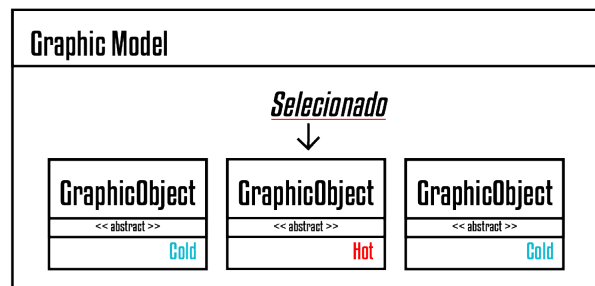 Graphic Model
Selecionado
GraphicObject GraphicObject GraphicObject
<< abstract >> << abstract >> << abstract >>
Cold Hot Cold